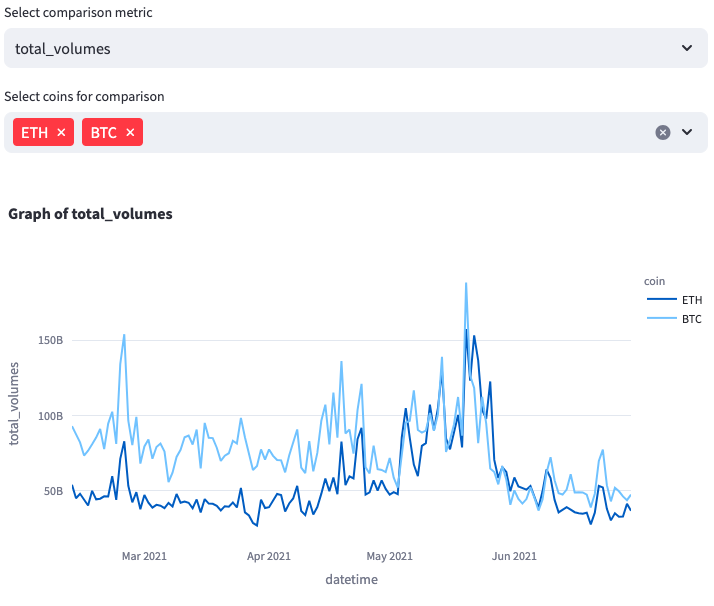 Select comparison metric
total_volumes
Select coins for comparison
ETH × BTC ×
Graph of total_volumes
coin
ETH
BTC
150B
100B
50B
total_volumes
Mar 2021 Apr 2021 May 2021 Jun 2021
datetime